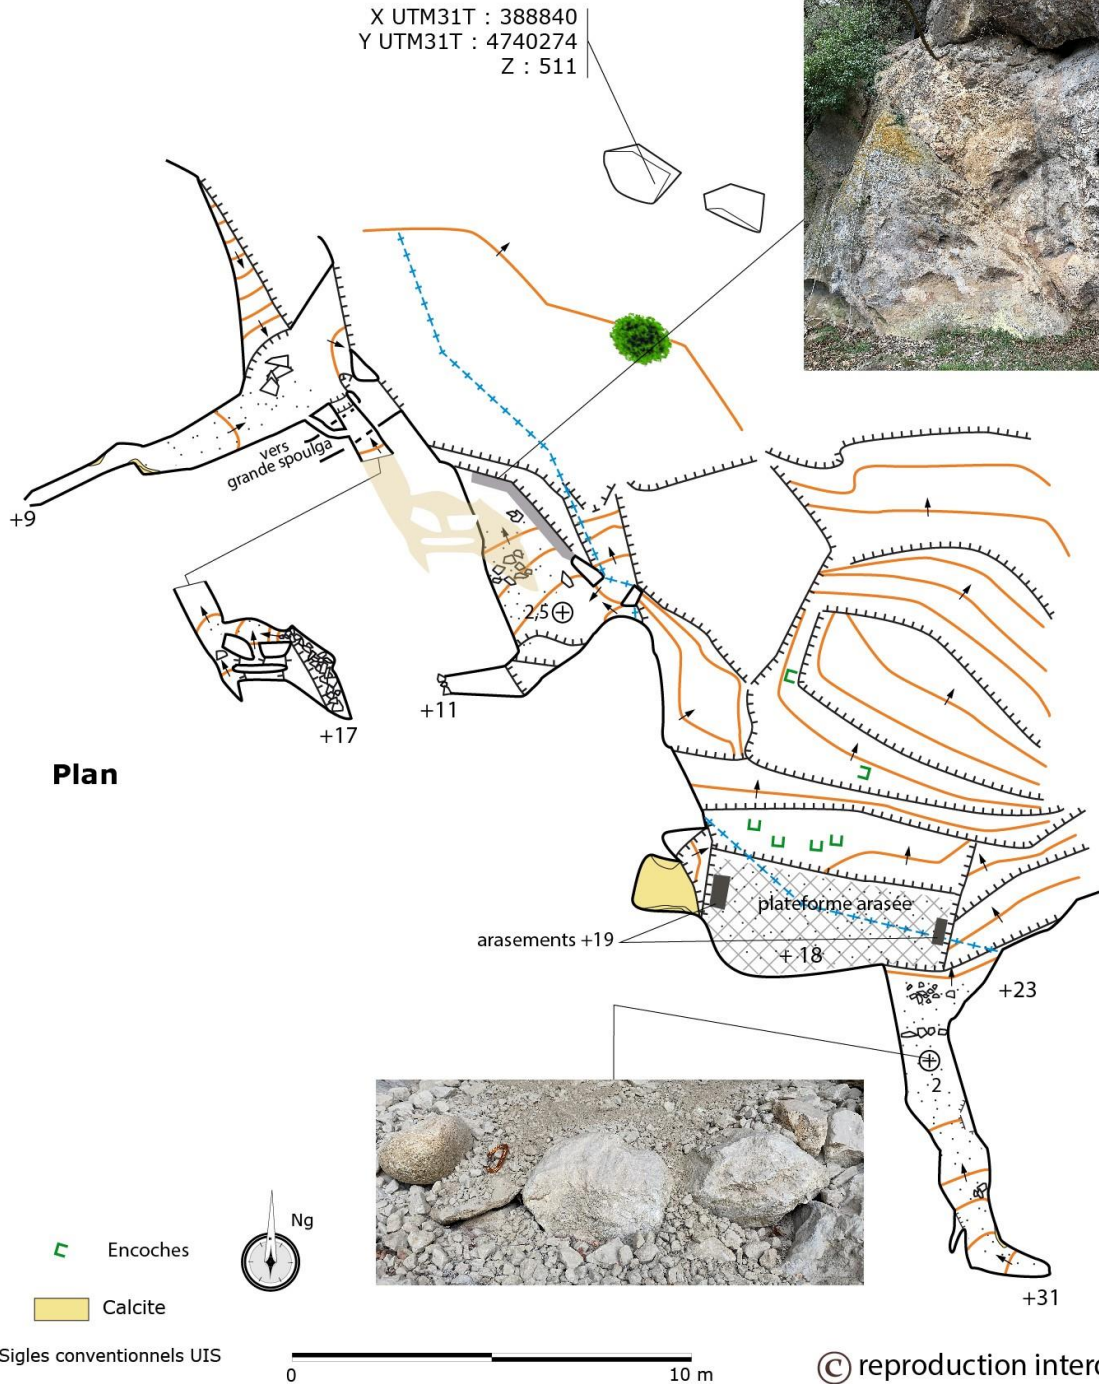 X UTM31T : 388840
Y UTM31T : 4740274
Z : 511
vers
grande spoulga
+9
2,5
+11
+17
Plan
plateforme arasée
arasements +19
+ 18
+23
2
Ng
Encoches
Calcite
+31
Sigles conventionnels UIS
0
10 m
© reproduction interd